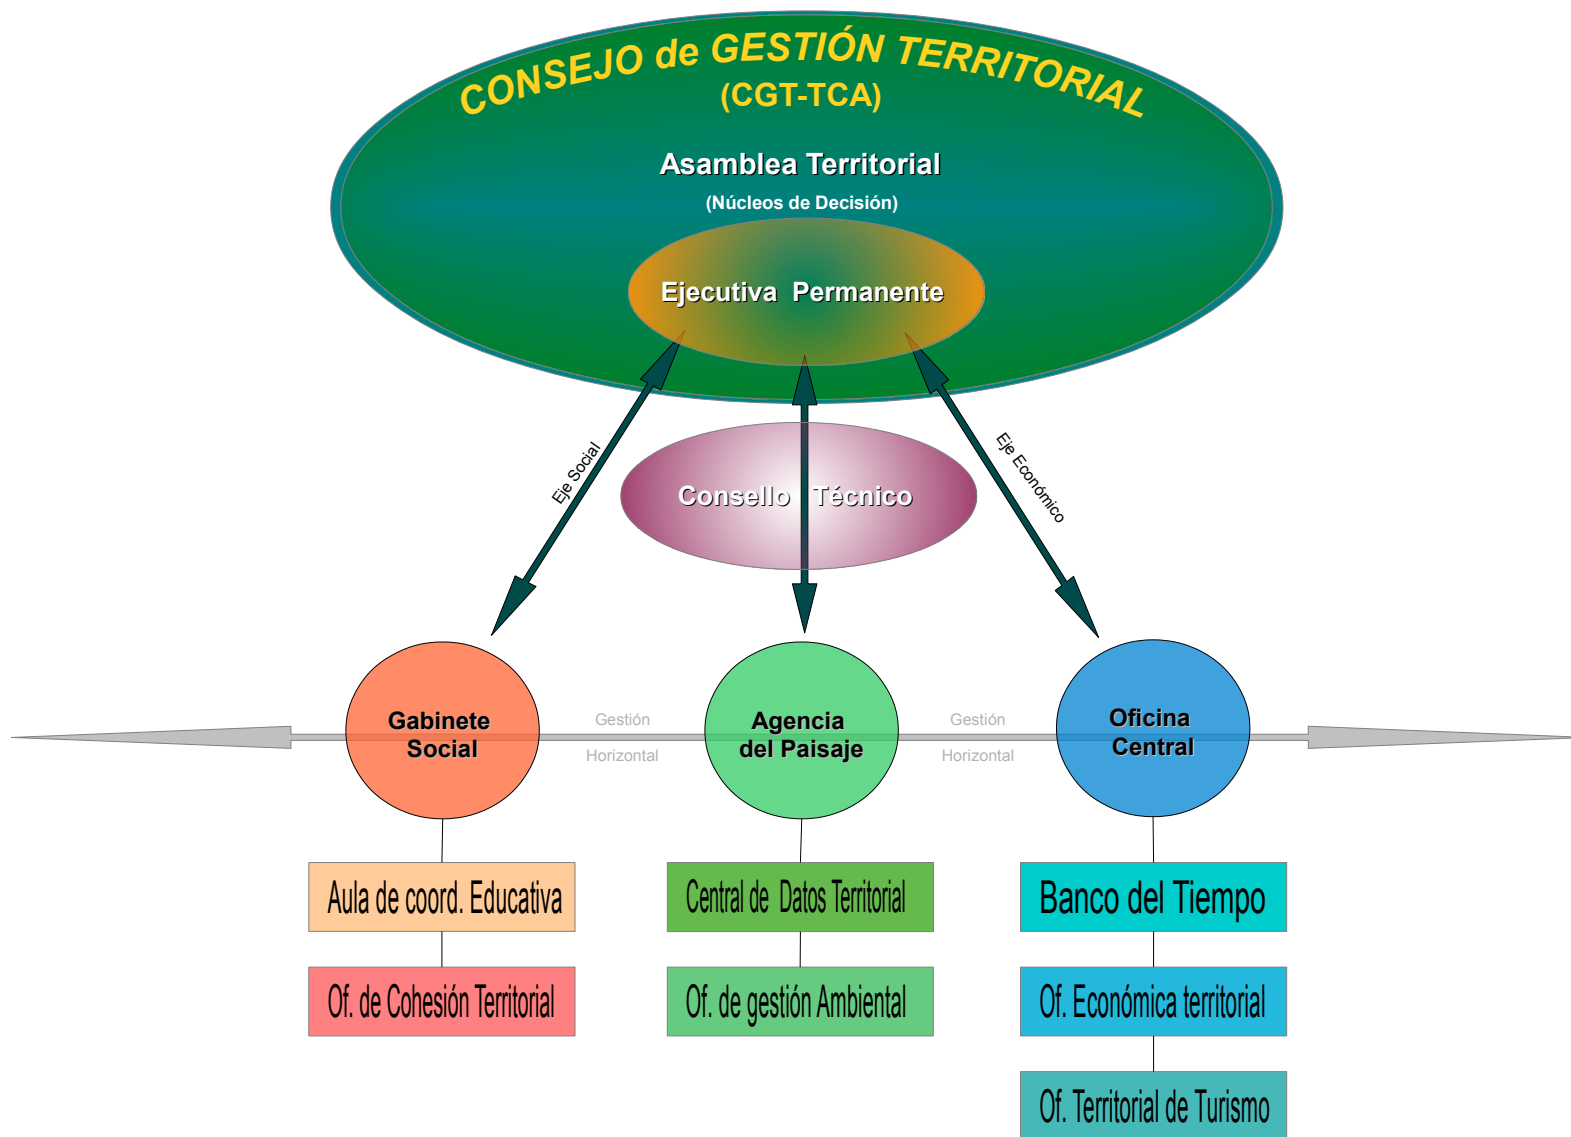 CONSEJO de GESTIÓN TERRITORIAL
(CGT-TCA)
Asamblea Territorial
(Núcleos de Decisión)
Ejecutiva Permanente
Eje Social
Consello Técnico
Eje Económico
Gabinete
Social
Gestión
Horizontal
Agencia
del Paisaje
Gestión
Horizontal
Oficina
Central
Aula de coord. Educativa
Central de Datos Territorial
Banco del Tiempo
Of. de Cohesión Territorial
Of. de gestión Ambiental
Of. Económica territorial
Of. Territorial de Turismo